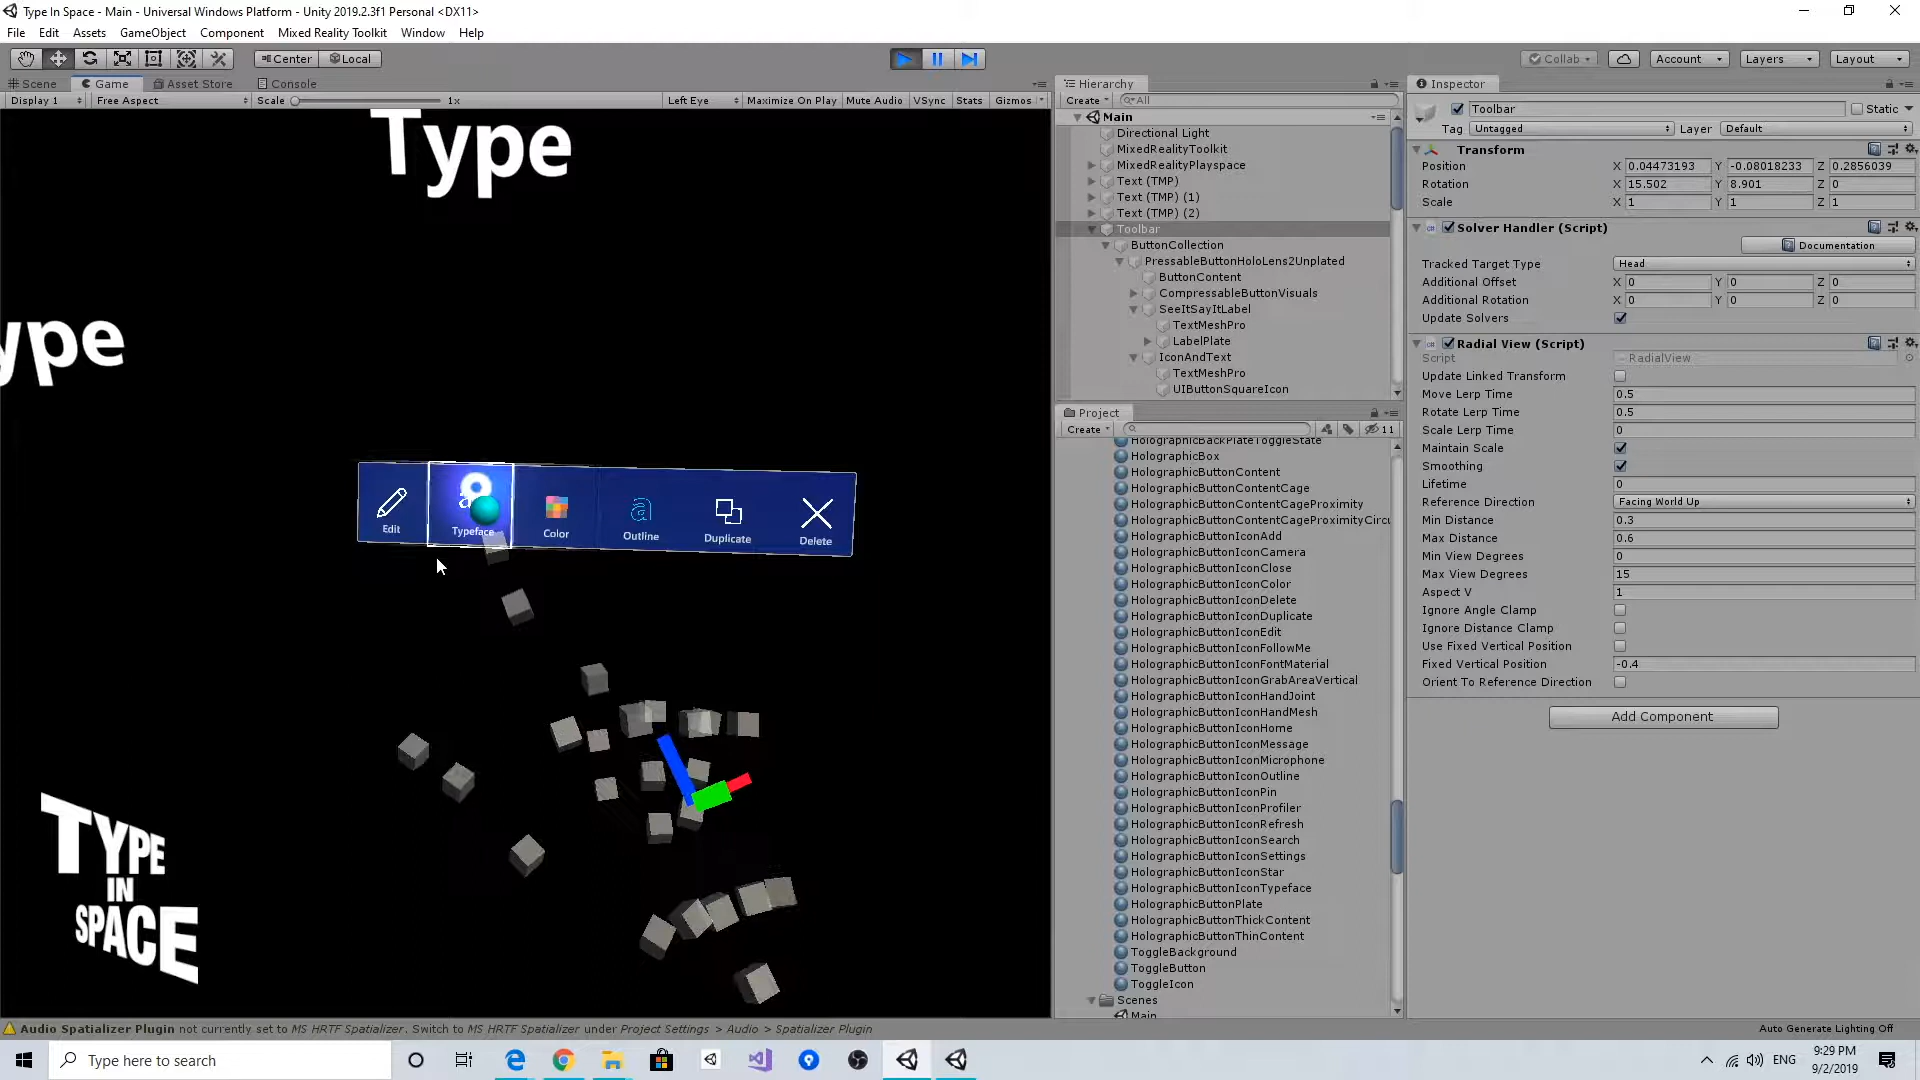 Type In Space - Main - Universal Windows Platform - Unity 2019.2.3f1 Personal <DX11>
File Edit Assets GameObject Component Mixed Reality Toolkit Window Help
Center Local Collab Account Layers Layout
Scene Game Asset Store Console
Display 1 Free Aspect Scale 1x Left Eye Maximize On Play Mute Audio VSync Stats Gizmos
Type
ype
Edit
Typeface
Color
Outline
Duplicate
Delete
TYPE
IN
SPACE
Hierarchy
Create All
Main
Directional Light
MixedRealityToolkit
MixedRealityPlayspace
Text (TMP)
Text (TMP) (1)
Text (TMP) (2)
Toolbar
ButtonCollection
PressableButtonHoloLens2Unplated
ButtonContent
CompressableButtonVisuals
SeeItSayItLabel
TextMeshPro
LabelPlate
IconAndText
TextMeshPro
UIButtonSquareIcon
Project
Create 11
HolographicBackPlateToggleState
HolographicBox
HolographicButtonContent
HolographicButtonContentCage
HolographicButtonContentCageProximity
HolographicButtonContentCageProximityCircu
HolographicButtonIconAdd
HolographicButtonIconCamera
HolographicButtonIconClose
HolographicButtonIconColor
HolographicButtonIconDelete
HolographicButtonIconDuplicate
HolographicButtonIconEdit
HolographicButtonIconFollowMe
HolographicButtonIconFontMaterial
HolographicButtonIconGrabAreaVertical
HolographicButtonIconHandJoint
HolographicButtonIconHandMesh
HolographicButtonIconHome
HolographicButtonIconMessage
HolographicButtonIconMicrophone
HolographicButtonIconOutline
HolographicButtonIconPin
HolographicButtonIconProfiler
HolographicButtonIconRefresh
HolographicButtonIconSearch
HolographicButtonIconSettings
HolographicButtonIconStar
HolographicButtonIconTypeface
HolographicButtonPlate
HolographicButtonThickContent
HolographicButtonThinContent
ToggleBackground
ToggleButton
ToggleIcon
Scenes
Main
Inspector
Toolbar Static
Tag Untagged Layer Default
Transform
Position X 0.04473193 Y -0.08018233 Z 0.2856039
Rotation X 15.502 Y 8.901 Z 0
Scale X 1 Y 1 Z 1
Solver Handler (Script)
Documentation
Tracked Target Type Head
Additional Offset X 0 Y 0 Z 0
Additional Rotation X 0 Y 0 Z 0
Update Solvers
Radial View (Script)
Script RadialView
Update Linked Transform
Move Lerp Time 0.5
Rotate Lerp Time 0.5
Scale Lerp Time 0
Maintain Scale
Smoothing
Lifetime 0
Reference Direction Facing World Up
Min Distance 0.3
Max Distance 0.6
Min View Degrees 0
Max View Degrees 15
Aspect V 1
Ignore Angle Clamp
Ignore Distance Clamp
Use Fixed Vertical Position
Fixed Vertical Position -0.4
Orient To Reference Direction
Add Component
Audio Spatializer Plugin not currently set to MS HRTF Spatializer. Switch to MS HRTF Spatializer under Project Settings > Audio > Spatializer Plugin
Auto Generate Lighting Off
Type here to search
ENG
9:29 PM
9/2/2019